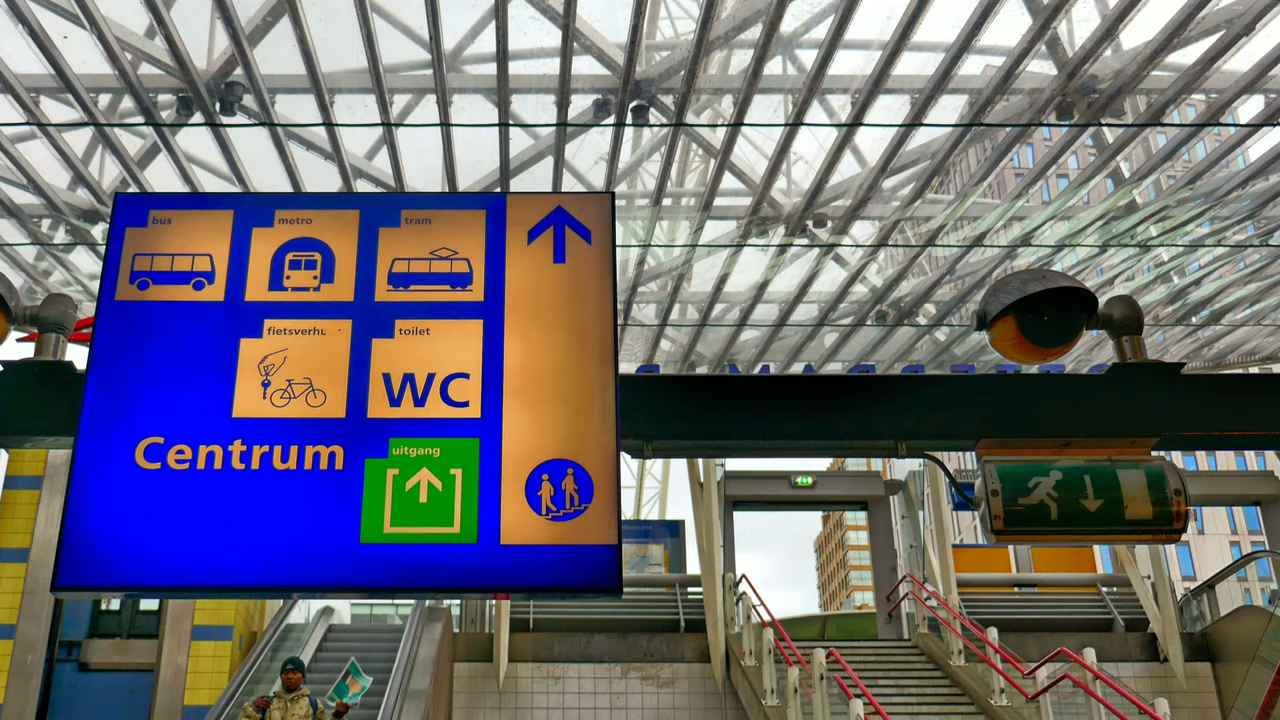 bus
metro
tram
fietsverhu
toilet
WC
Centrum
uitgang